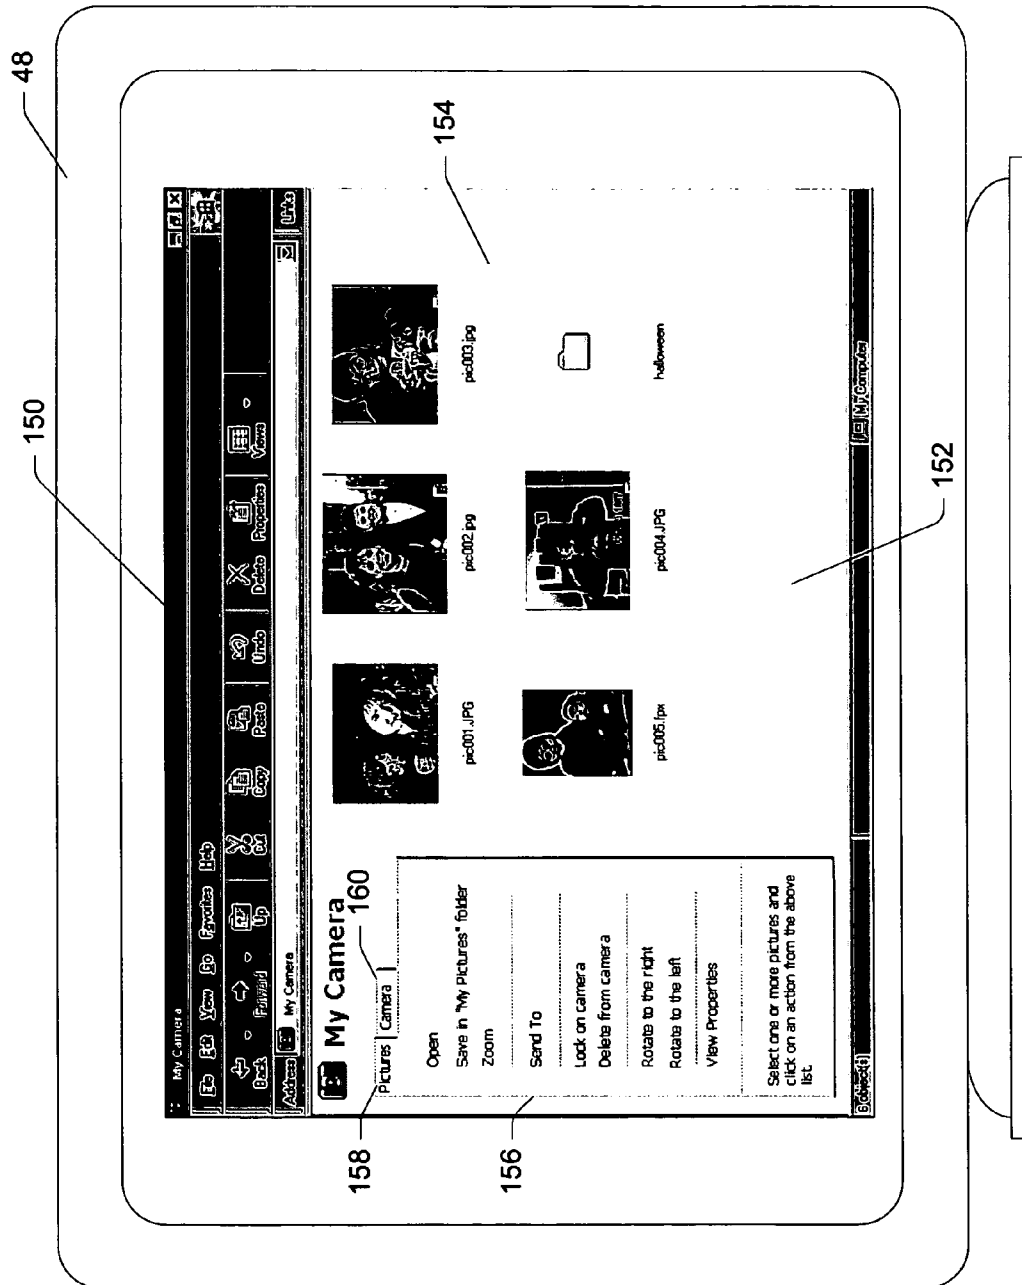 48
150
My Camera
File Edit View Go Favorites Help
Back Forward Up Cut Copy Paste Undo Delete Properties Views
Address My Camera Links
My Camera
158
160
Pictures Camera
156
Open
Save in "My Pictures" folder
Zoom
Send To
Lock on camera
Delete from camera
Rotate to the right
Rotate to the left
View Properties
Select one or more pictures and
click on an action from the above
list.
pic001.JPG pic002.jpg pic003.jpg
154
pic005.fpx pic004.JPG halloween
152
6 object(s) My Computer